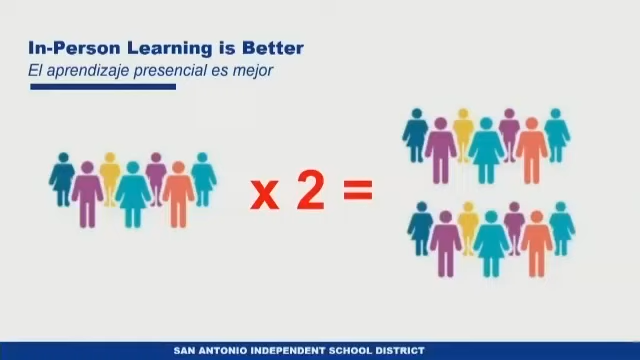 In-Person Learning is Better
El aprendizaje presencial es mejor
x 2 =
SAN ANTONIO INDEPENDENT SCHOOL DISTRICT